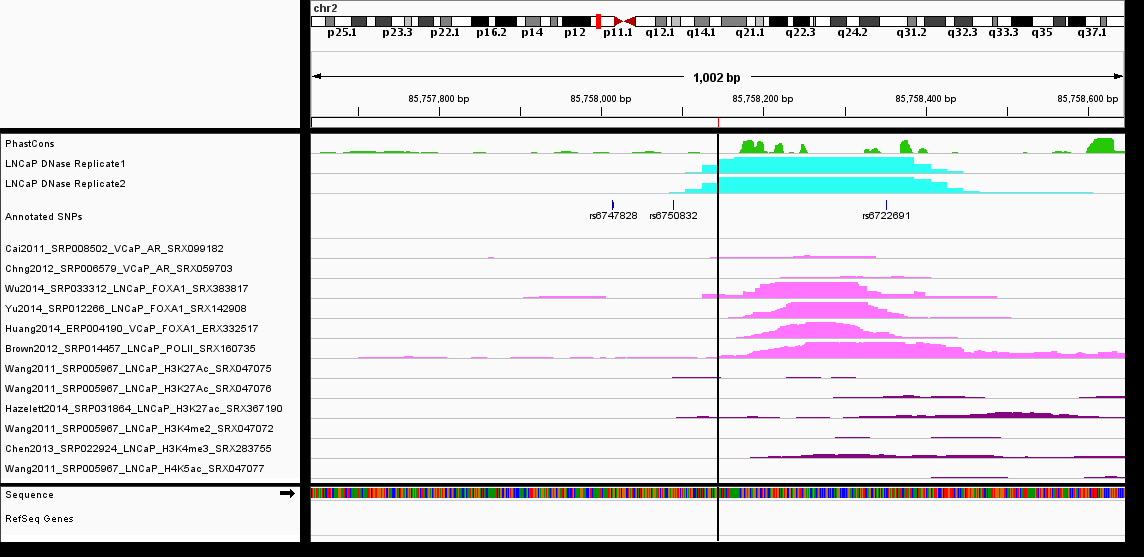 chr2
p25.1 p23.3 p22.1 p16.2 p14 p12 p11.1 q12.1 q14.1 q21.1 q22.3 q24.2 q31.2 q32.3 q33.3 q35 q37.1
1,002 bp
85,757,800 bp 85,758,000 bp 85,758,200 bp 85,758,400 bp 85,758,600 bp
PhastCons
LNCaP DNase Replicate1
LNCaP DNase Replicate2
Annotated SNPs
rs6747828 rs6750832 rs6722691
Cai2011_SRP008502_VCaP_AR_SRX099182
Chng2012_SRP006579_VCaP_AR_SRX059703
Wu2014_SRP033312_LNCaP_FOXA1_SRX383817
Yu2014_SRP012266_LNCaP_FOXA1_SRX142908
Huang2014_ERP004190_VCaP_FOXA1_ERX332517
Brown2012_SRP014457_LNCaP_POLII_SRX160735
Wang2011_SRP005967_LNCaP_H3K27Ac_SRX047075
Wang2011_SRP005967_LNCaP_H3K27Ac_SRX047076
Hazelett2014_SRP031864_LNCaP_H3K27ac_SRX367190
Wang2011_SRP005967_LNCaP_H3K4me2_SRX047072
Chen2013_SRP022924_LNCaP_H3K4me3_SRX283755
Wang2011_SRP005967_LNCaP_H4K5ac_SRX047077
Sequence
RefSeq Genes